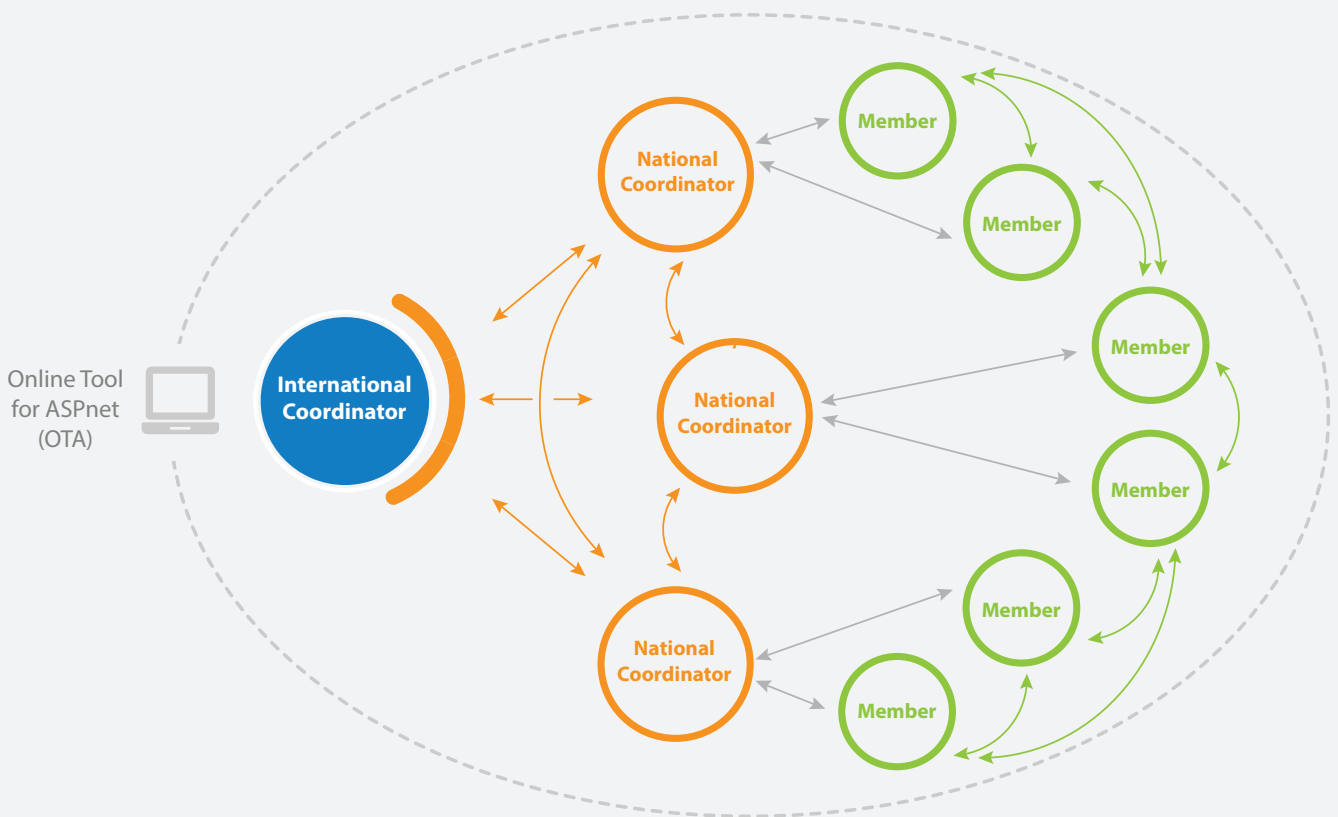 Online Tool
for ASPnet
(OTA)
International
Coordinator
National
Coordinator
National
Coordinator
National
Coordinator
Member
Member
Member
Member
Member
Member